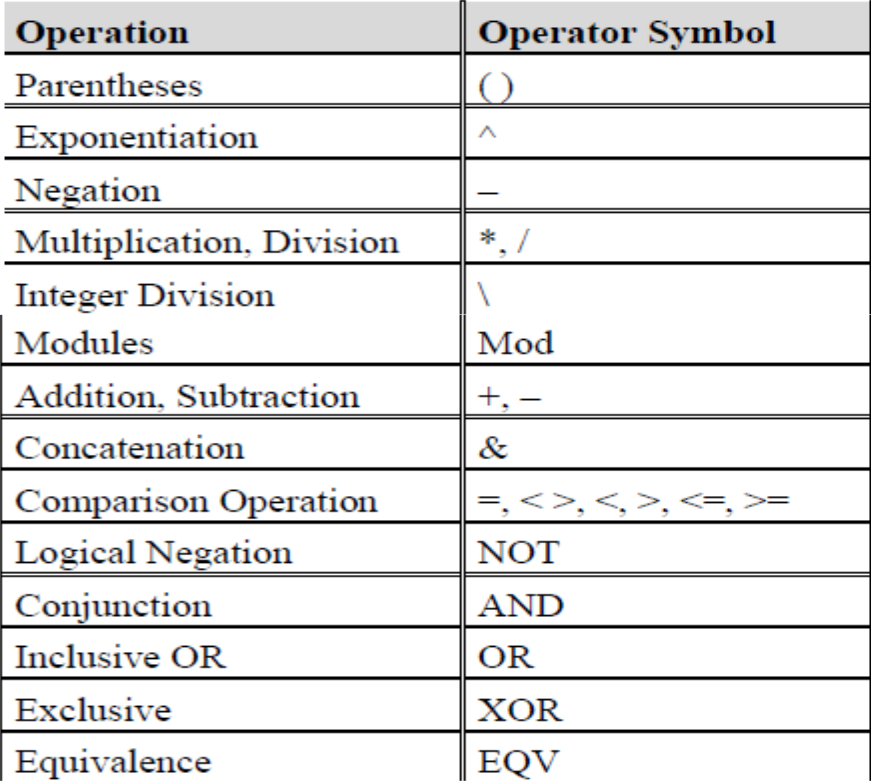 Operation Operator Symbol
Parentheses ( )
Exponentiation ^
Negation –
Multiplication, Division *, /
Integer Division \
Modules Mod
Addition, Subtraction +, –
Concatenation &
Comparison Operation =, < >, <, >, <=, >=
Logical Negation NOT
Conjunction AND
Inclusive OR OR
Exclusive XOR
Equivalence EQV